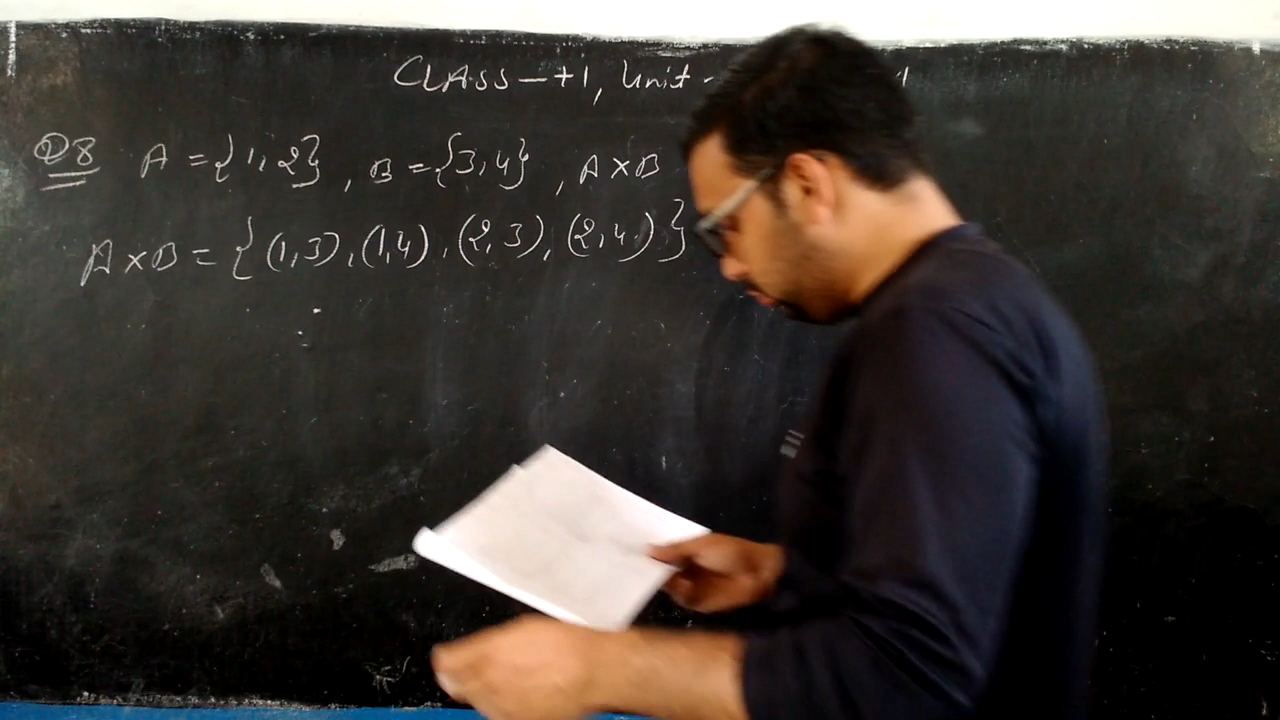 CLASS-+1, Unit-
Q8 A = {1,2}, B = {3,4}, A×B
A×B = {(1,3),(1,4),(2,3),(2,4)}